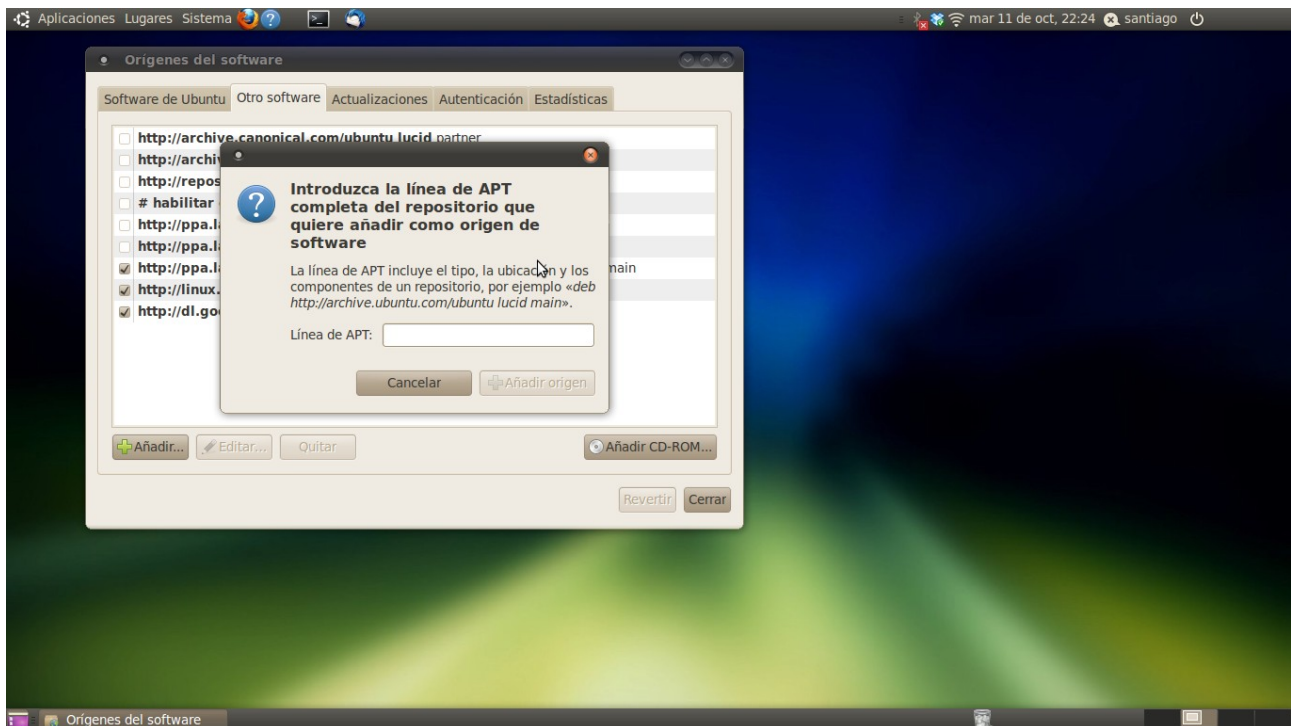 Aplicaciones Lugares Sistema mar 11 de oct, 22:24 santiago
Orígenes del software
Software de Ubuntu Otro software Actualizaciones Autenticación Estadísticas
http://archive.canonical.com/ubuntu lucid partner
http://archi
http://repos
# habilitar
http://ppa.la
http://ppa.la
http://ppa.la main
http://linux.
http://dl.goo
Introduzca la línea de APT
completa del repositorio que
quiere añadir como origen de
software
La línea de APT incluye el tipo, la ubicación y los
componentes de un repositorio, por ejemplo «deb
http://archive.ubuntu.com/ubuntu lucid main».
Línea de APT:
Cancelar Añadir origen
Añadir... Editar... Quitar Añadir CD-ROM...
Revertir Cerrar
Orígenes del software